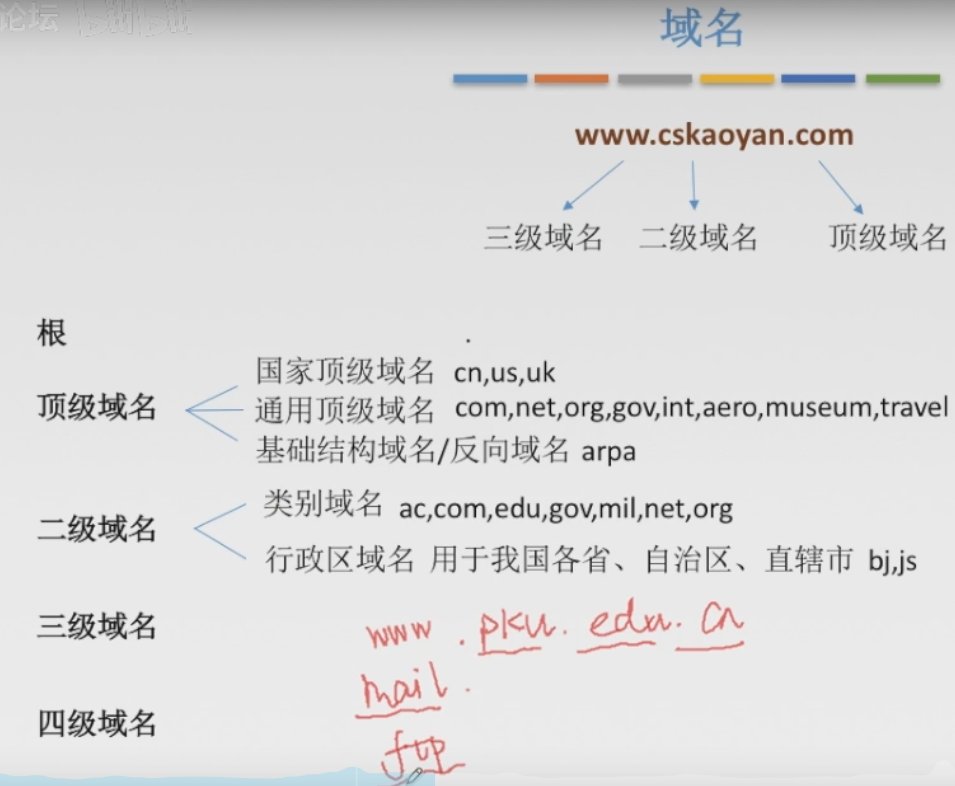 论坛
域名
www.cskaoyan.com
三级域名 二级域名 顶级域名
根 .
顶级域名
国家顶级域名 cn,us,uk
通用顶级域名 com,net,org,gov,int,aero,museum,travel
基础结构域名/反向域名 arpa
二级域名
类别域名 ac,com,edu,gov,mil,net,org
行政区域名 用于我国各省、自治区、直辖市 bj,js
三级域名
www.pku.edu.cn
mail.
四级域名
ftp